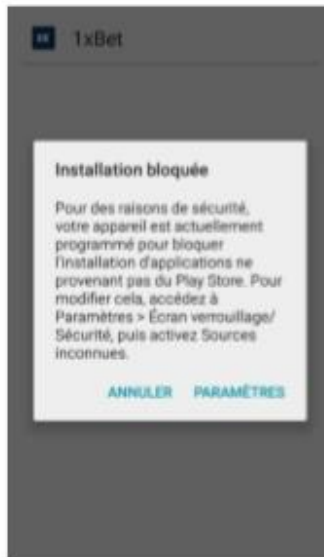 1xBet
Installation bloquée
Pour des raisons de sécurité,
votre appareil est actuellement
programmé pour bloquer
l'installation d'applications ne
provenant pas du Play Store. Pour
modifier cela, accédez à
Paramètres > Écran verrouillage/
Sécurité, puis activez Sources
inconnues.
ANNULER PARAMÈTRES